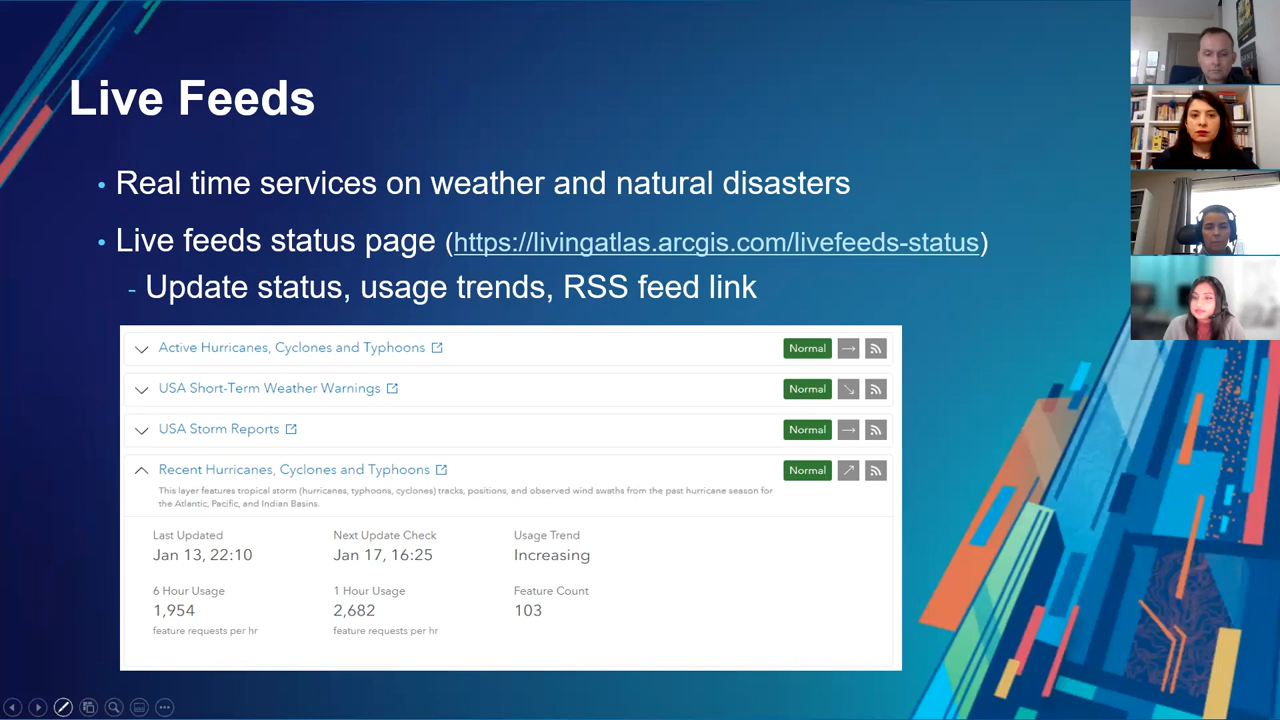 Live Feeds
• Real time services on weather and natural disasters
• Live feeds status page (https://livingatlas.arcgis.com/livefeeds-status)
- Update status, usage trends, RSS feed link
Active Hurricanes, Cyclones and Typhoons Normal
USA Short-Term Weather Warnings Normal
USA Storm Reports Normal
Recent Hurricanes, Cyclones and Typhoons Normal
This layer features tropical storm (hurricanes, typhoons, cyclones) tracks, positions, and observed wind swaths from the past hurricane season for
the Atlantic, Pacific, and Indian Basins.
Last Updated Next Update Check Usage Trend
Jan 13, 22:10 Jan 17, 16:25 Increasing
6 Hour Usage 1 Hour Usage Feature Count
1,954 2,682 103
feature requests per hr feature requests per hr